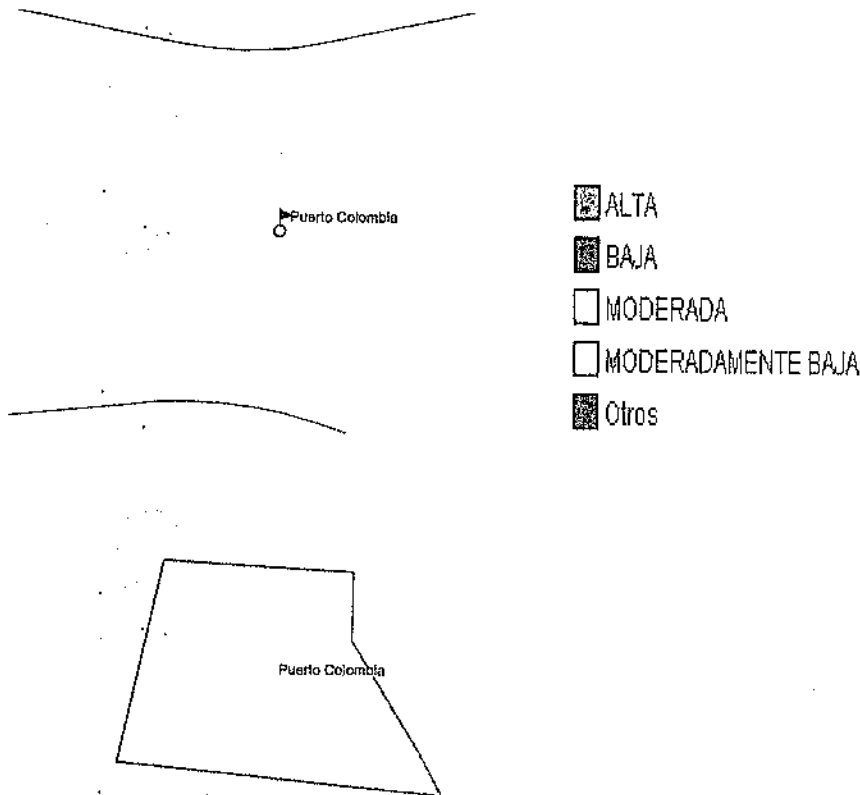 Puerto Colombia
ALTA
BAJA
MODERADA
MODERADAMENTE BAJA
Otros
Puerto Colombia